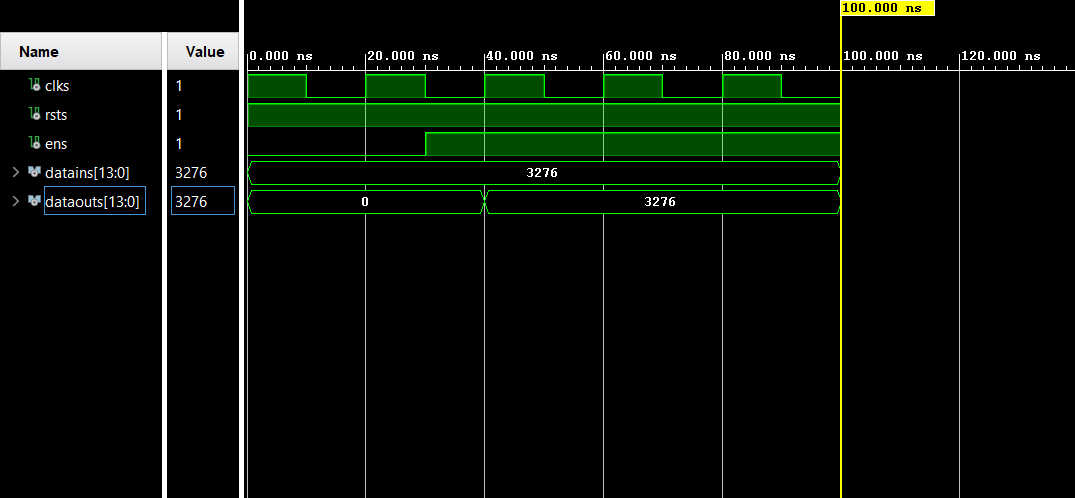 100.000 ns
Name Value
0.000 ns 20.000 ns 40.000 ns 60.000 ns 80.000 ns 100.000 ns 120.000 ns
clks 1
rsts 1
ens 1
datains[13:0] 3276 3276
dataouts[13:0] 3276 0 3276